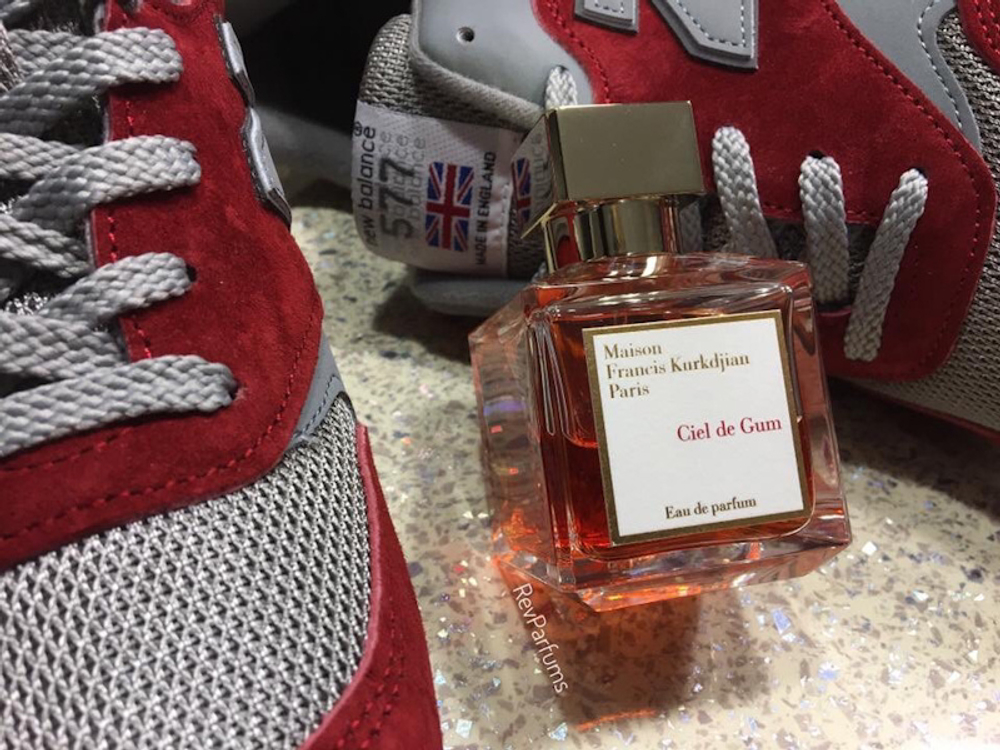 new balance®
577
MADE IN ENGLAND
Maison
Francis Kurkdjian
Paris
Ciel de Gum
Eau de parfum
RevParfums